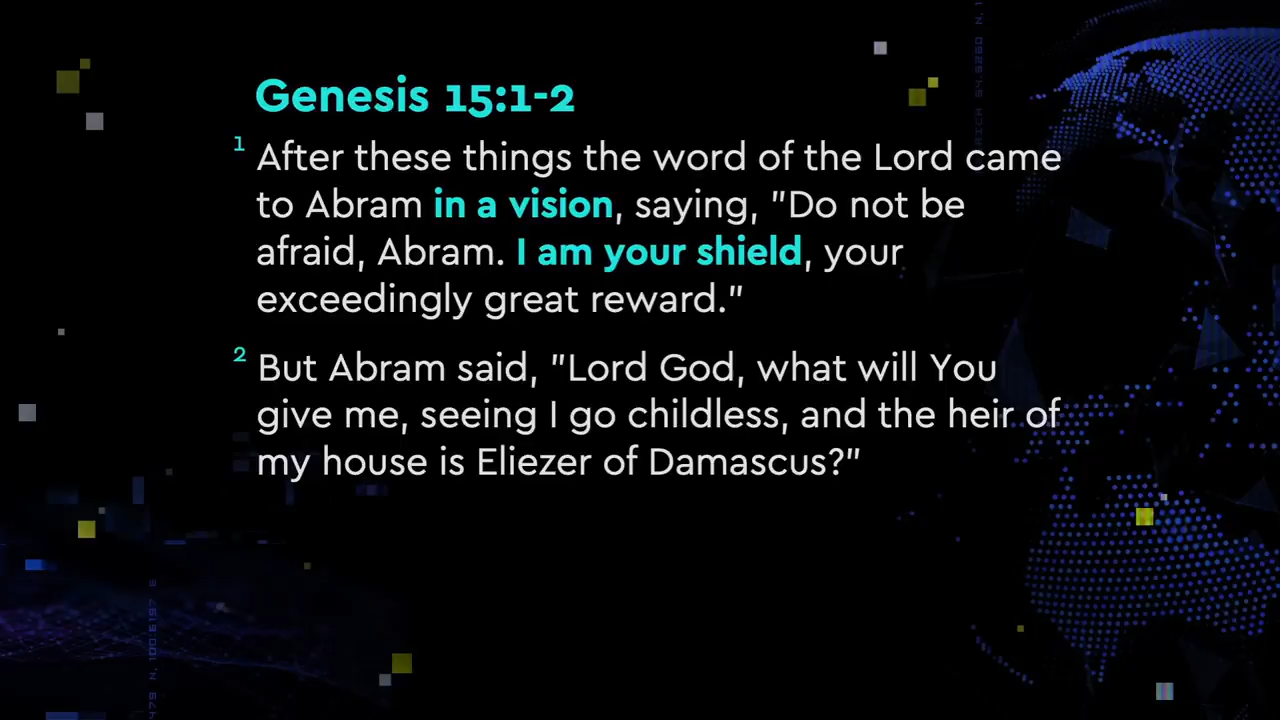 Genesis 15:1-2
1 After these things the word of the Lord came
to Abram in a vision, saying, "Do not be
afraid, Abram. I am your shield, your
exceedingly great reward."
2 But Abram said, "Lord God, what will You
give me, seeing I go childless, and the heir of
my house is Eliezer of Damascus?"